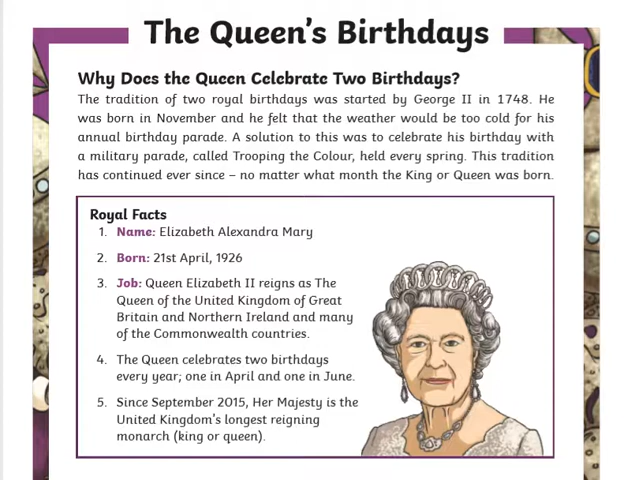 The Queen's Birthdays
Why Does the Queen Celebrate Two Birthdays?
The tradition of two royal birthdays was started by George II in 1748. He
was born in November and he felt that the weather would be too cold for his
annual birthday parade. A solution to this was to celebrate his birthday with
a military parade, called Trooping the Colour, held every spring. This tradition
has continued ever since – no matter what month the King or Queen was born.
Royal Facts
1. Name: Elizabeth Alexandra Mary
2. Born: 21st April, 1926
3. Job: Queen Elizabeth II reigns as The
Queen of the United Kingdom of Great
Britain and Northern Ireland and many
of the Commonwealth countries.
4. The Queen celebrates two birthdays
every year; one in April and one in June.
5. Since September 2015, Her Majesty is the
United Kingdom's longest reigning
monarch (king or queen).